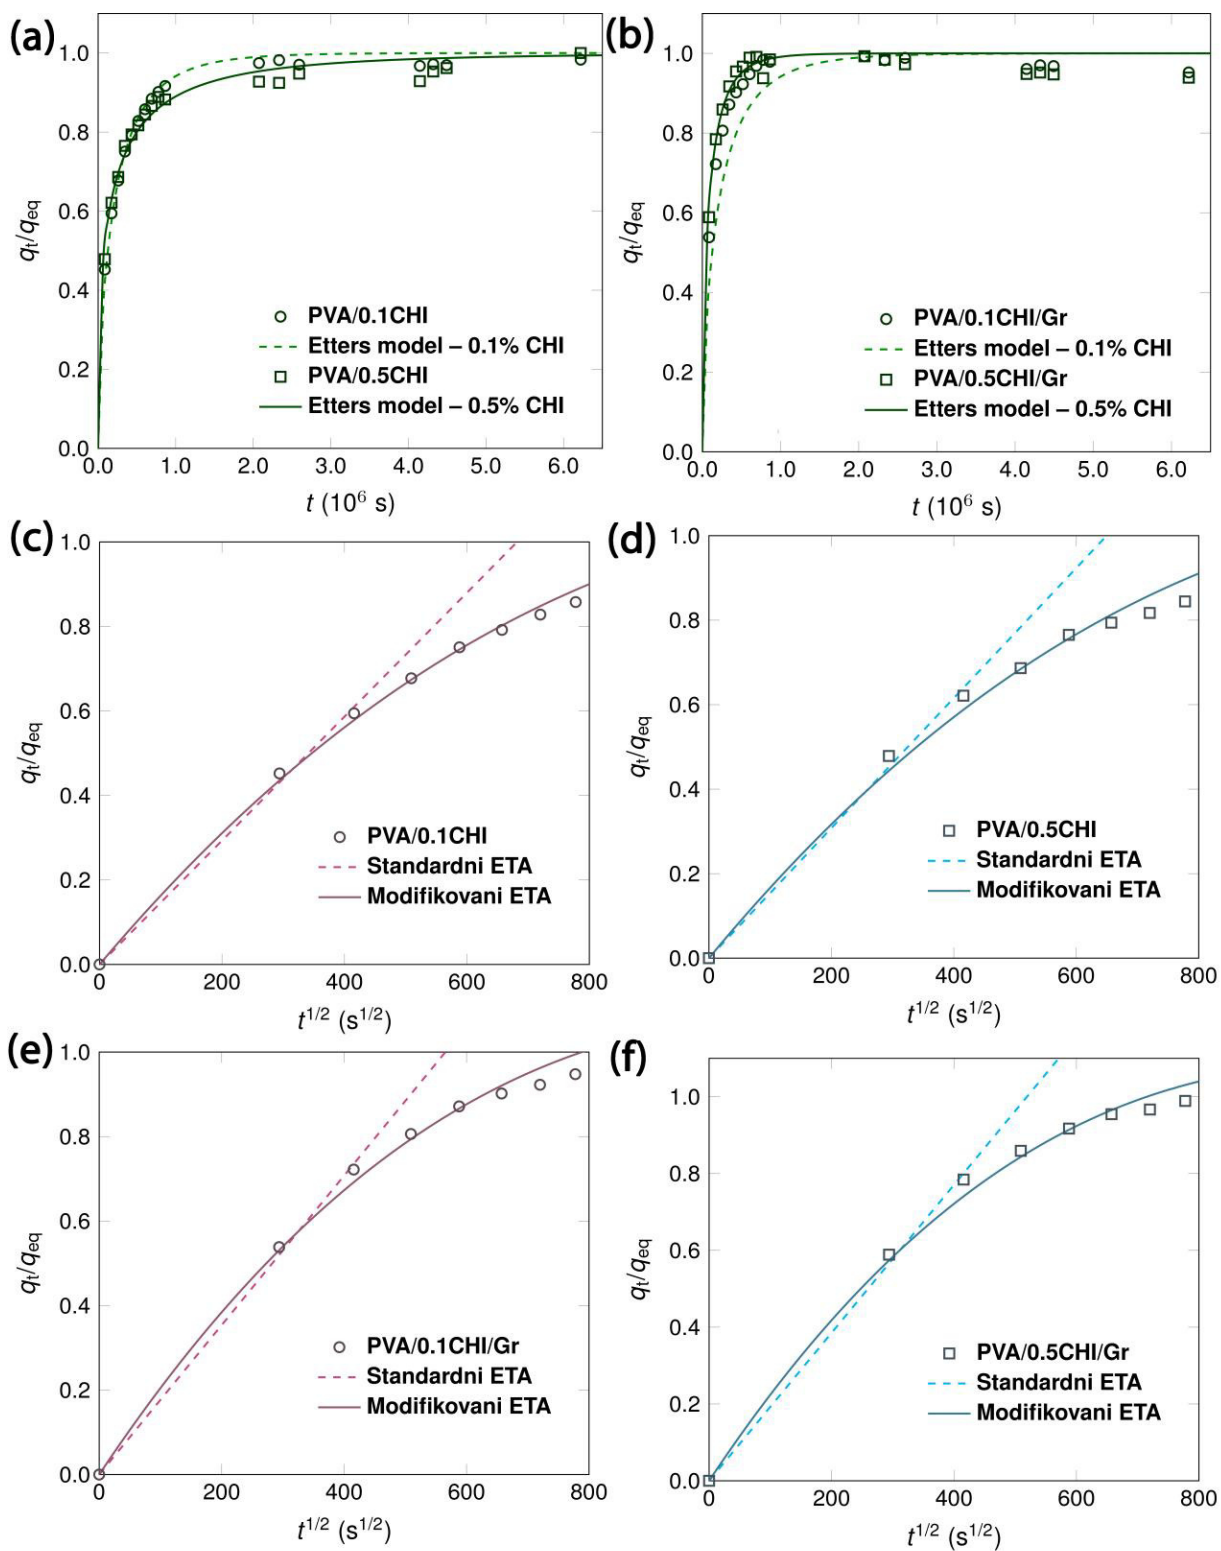 (a)
1.0
0.8
0.6
0.4
0.2
0.0
qt/qeq
PVA/0.1CHI
Etters model – 0.1% CHI
PVA/0.5CHI
Etters model – 0.5% CHI
0.0 1.0 2.0 3.0 4.0 5.0 6.0
t (10⁶ s)
(b)
1.0
0.8
0.6
0.4
0.2
0.0
qt/qeq
PVA/0.1CHI/Gr
Etters model – 0.1% CHI
PVA/0.5CHI/Gr
Etters model – 0.5% CHI
0.0 1.0 2.0 3.0 4.0 5.0 6.0
t (10⁶ s)
(c)
1.0
0.8
0.6
0.4
0.2
0.0
qt/qeq
PVA/0.1CHI
Standardni ETA
Modifikovani ETA
0 200 400 600 800
t¹/² (s¹/²)
(d)
1.0
0.8
0.6
0.4
0.2
0.0
qt/qeq
PVA/0.5CHI
Standardni ETA
Modifikovani ETA
0 200 400 600 800
t¹/² (s¹/²)
(e)
1.0
0.8
0.6
0.4
0.2
0.0
qt/qeq
PVA/0.1CHI/Gr
Standardni ETA
Modifikovani ETA
0 200 400 600 800
t¹/² (s¹/²)
(f)
1.0
0.8
0.6
0.4
0.2
0.0
qt/qeq
PVA/0.5CHI/Gr
Standardni ETA
Modifikovani ETA
0 200 400 600 800
t¹/² (s¹/²)